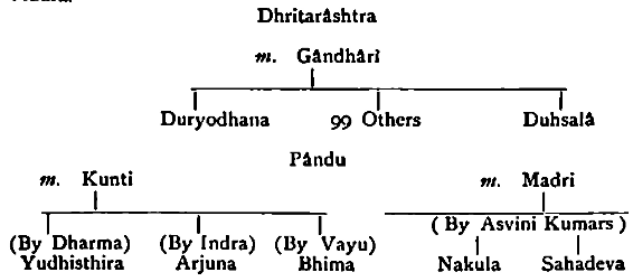 Dhritarâshtra
m. Gândhâri
Duryodhana 99 Others Duhsalâ
Pându
m. Kunti m. Madri
(By Dharma) (By Indra) (By Vayu) ( By Asvini Kumars )
Yudhisthira Arjuna Bhima Nakula Sahadeva